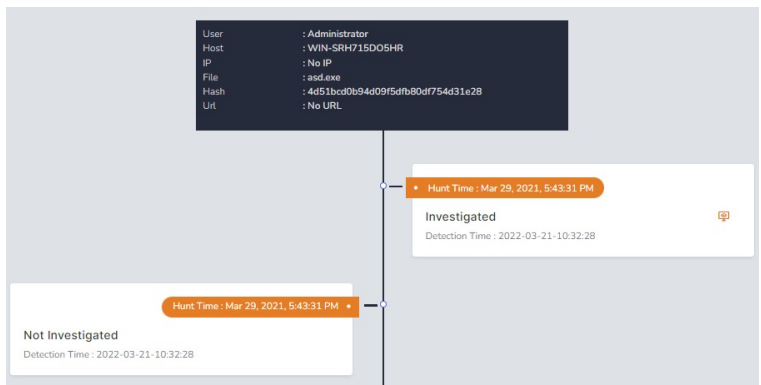 User : Administrator
Host : WIN-SRH715DO5HR
IP : No IP
File : asd.exe
Hash : 4d51bcd0b94d09f5dfb80df754d31e28
Url : No URL
Hunt Time : Mar 29, 2021, 5:43:31 PM
Investigated
Detection Time : 2022-03-21-10:32:28
Hunt Time : Mar 29, 2021, 5:43:31 PM
Not Investigated
Detection Time : 2022-03-21-10:32:28